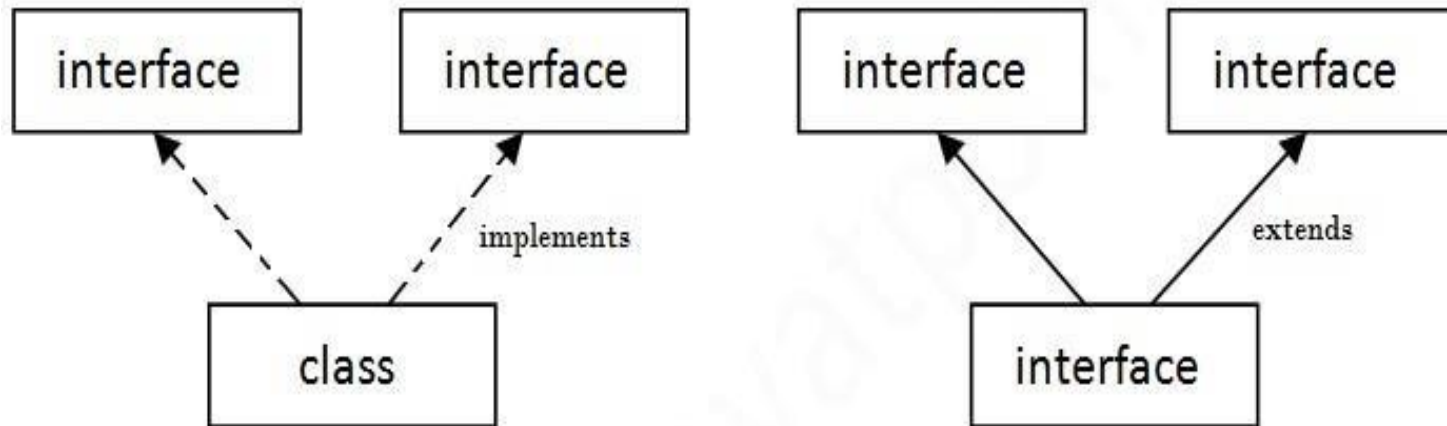 interface interface interface interface
implements extends
class interface